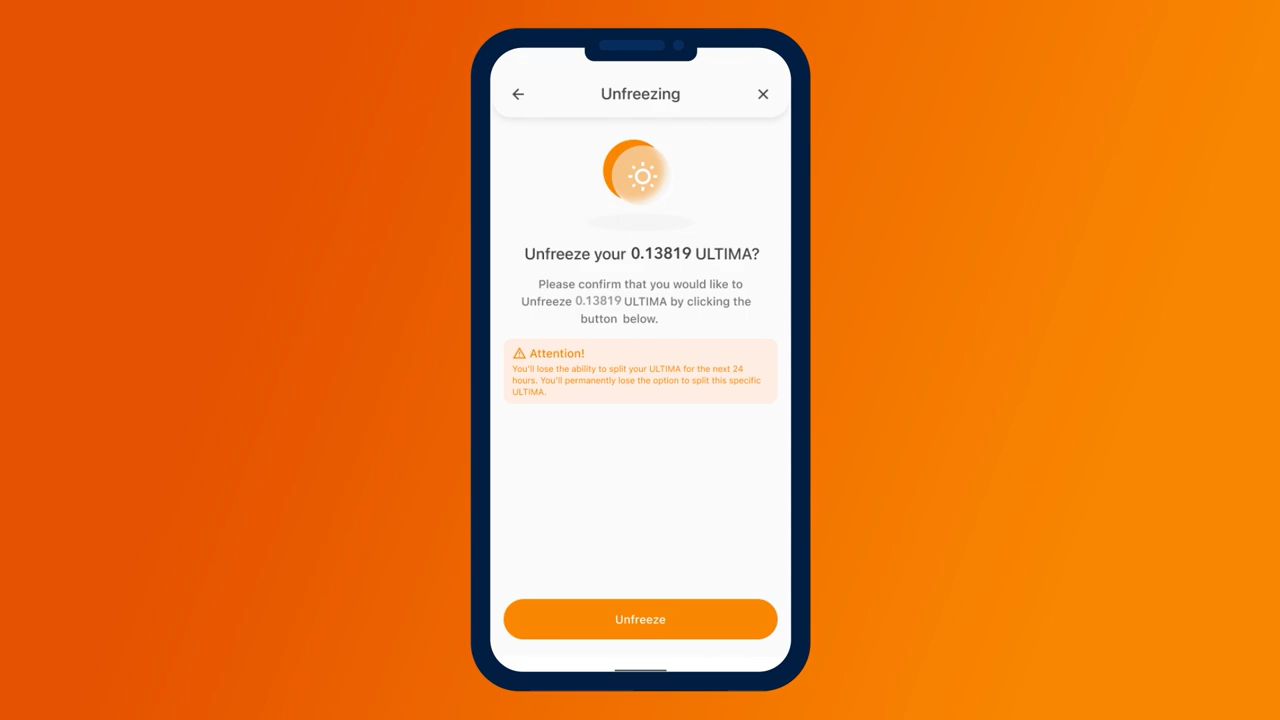 Unfreezing
Unfreeze your 0.13819 ULTIMA?
Please confirm that you would like to
Unfreeze 0.13819 ULTIMA by clicking the
button below.
Attention!
You'll lose the ability to split your ULTIMA for the next 24
hours. You'll permanently lose the option to split this specific
ULTIMA.
Unfreeze